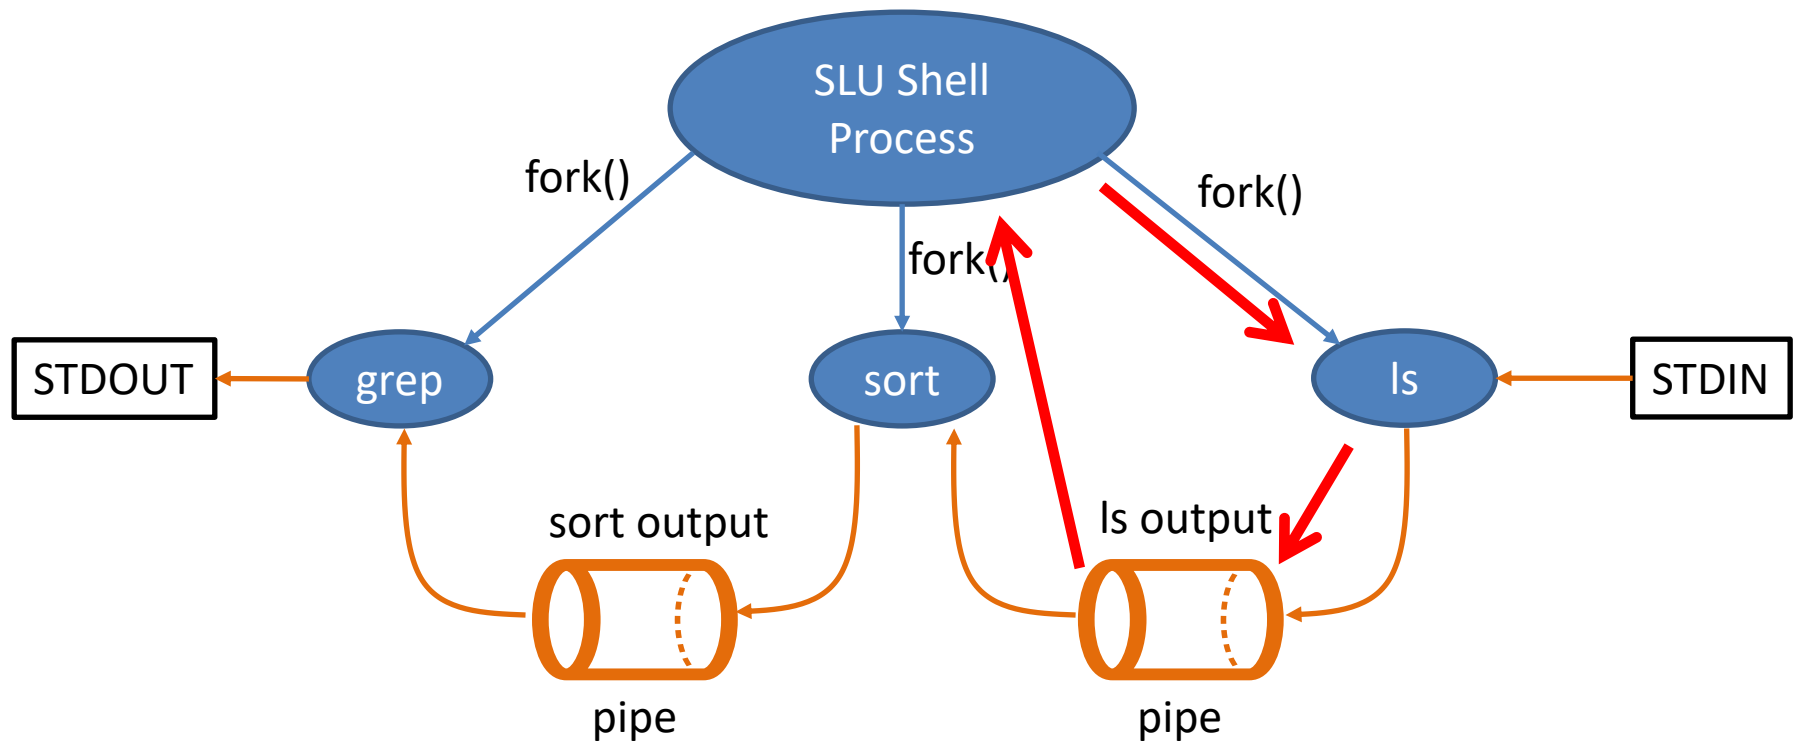 SLU Shell
Process
fork()
fork()
fork()
STDOUT
grep
sort
ls
STDIN
sort output
ls output
pipe
pipe